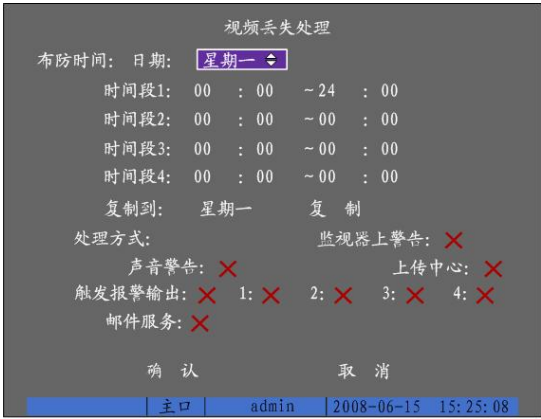 视频丢失处理
布防时间: 日期: 星期一
时间段1: 00 : 00 ~24 : 00
时间段2: 00 : 00 ~00 : 00
时间段3: 00 : 00 ~00 : 00
时间段4: 00 : 00 ~00 : 00
复制到: 星期一 复 制
处理方式: 监视器上警告:
声音警告: 上传中心:
触发报警输出: 1: 2: 3: 4:
邮件服务:
确 认 取 消
主口 admin 2008-06-15 15:25:08